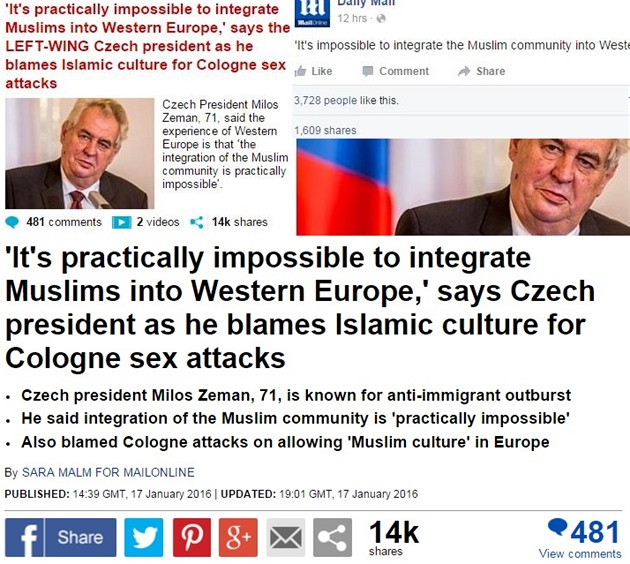 'It's practically impossible to integrate
Muslims into Western Europe,' says the
LEFT-WING Czech president as he
blames Islamic culture for Cologne sex
attacks
Czech President Milos
Zeman, 71, said the
experience of Western
Europe is that 'the
integration of the Muslim
community is practically
impossible'.
481 comments 2 videos 14k shares
Daily Mail
MailOnline
12 hrs ·
'It's impossible to integrate the Muslim community into Weste
Like Comment Share
3,728 people like this.
1,609 shares
'It's practically impossible to integrate
Muslims into Western Europe,' says Czech
president as he blames Islamic culture for
Cologne sex attacks
• Czech president Milos Zeman, 71, is known for anti-immigrant outburst
• He said integration of the Muslim community is 'practically impossible'
• Also blamed Cologne attacks on allowing 'Muslim culture' in Europe
By SARA MALM FOR MAILONLINE
PUBLISHED: 14:39 GMT, 17 January 2016 | UPDATED: 19:01 GMT, 17 January 2016
f Share g+ 14k
shares
481
View comments